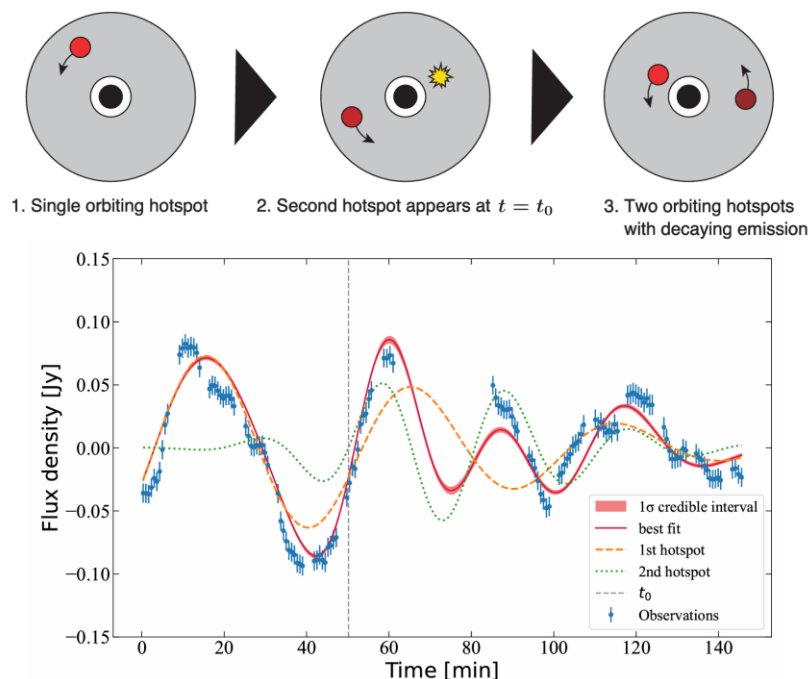 1. Single orbiting hotspot
2. Second hotspot appears at t = t₀
3. Two orbiting hotspots
with decaying emission
0.15
0.10
0.05
0.00
−0.05
−0.10
−0.15
Flux density [Jy]
1σ credible interval
best fit
1st hotspot
2nd hotspot
t₀
Observations
0 20 40 60 80 100 120 140
Time [min]